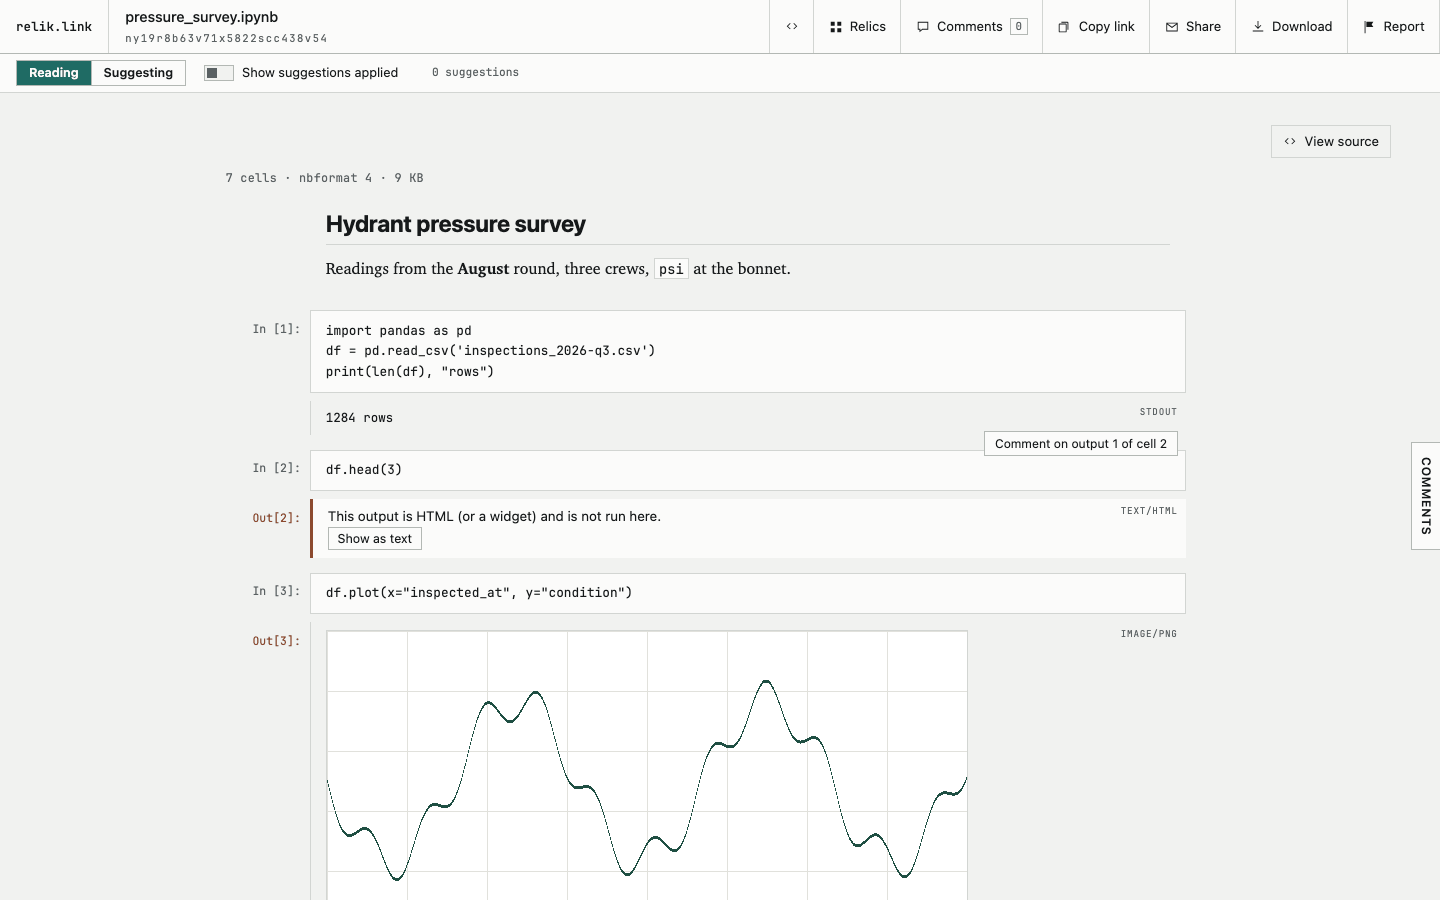 relik.link
pressure_survey.ipynb
ny19r8b63v71x5822scc438v54
Relics
Comments 0
Copy link
Share
Download
Report
Reading
Suggesting
Show suggestions applied
0 suggestions
View source
7 cells · nbformat 4 · 9 KB
Hydrant pressure survey
Readings from the August round, three crews, psi at the bonnet.
In [1]:
import pandas as pd
df = pd.read_csv('inspections_2026-q3.csv')
print(len(df), "rows")
1284 rows
STDOUT
Comment on output 1 of cell 2
In [2]:
df.head(3)
Out[2]:
This output is HTML (or a widget) and is not run here.
TEXT/HTML
Show as text
In [3]:
df.plot(x="inspected_at", y="condition")
Out[3]:
IMAGE/PNG
COMMENTS